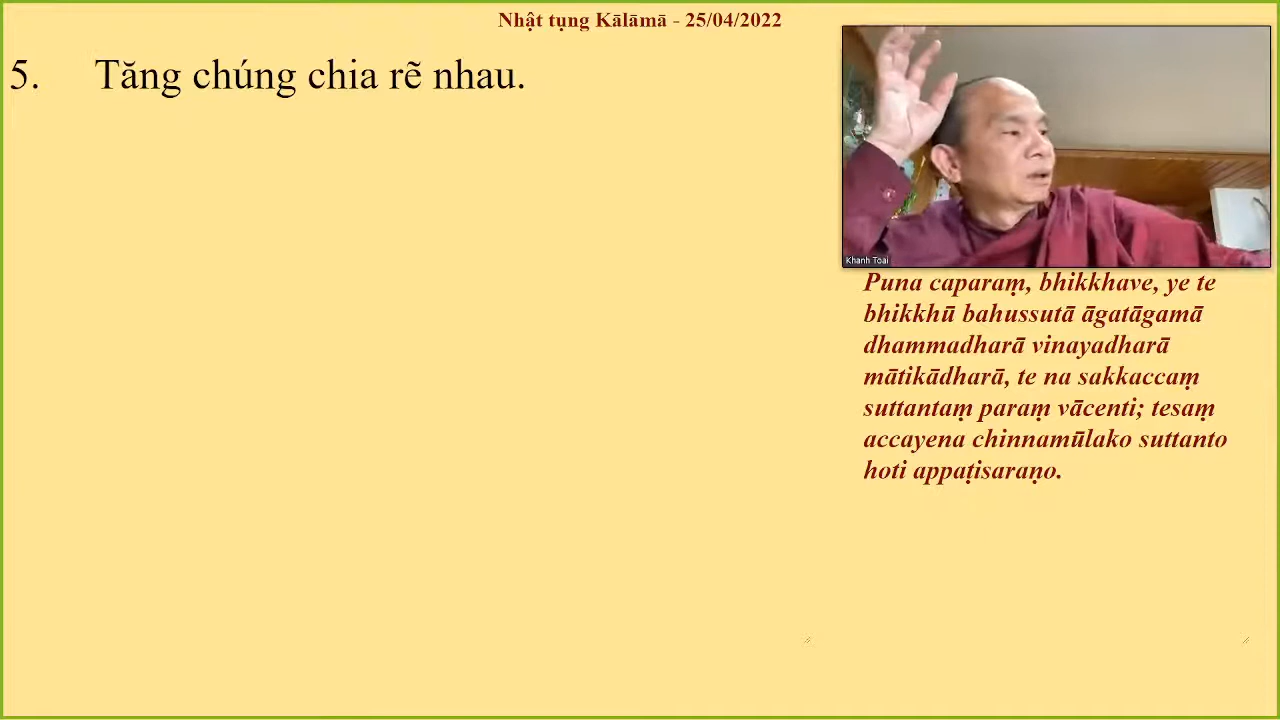 Nhật tụng Kālāmā - 25/04/2022
5. Tăng chúng chia rẽ nhau.
Khanh Toai
Puna caparaṃ, bhikkhave, ye te
bhikkhū bahussutā āgatāgamā
dhammadharā vinayadharā
mātikādharā, te na sakkaccaṃ
suttantaṃ paraṃ vācenti; tesaṃ
accayena chinnamūlako suttanto
hoti appaṭisaraṇo.